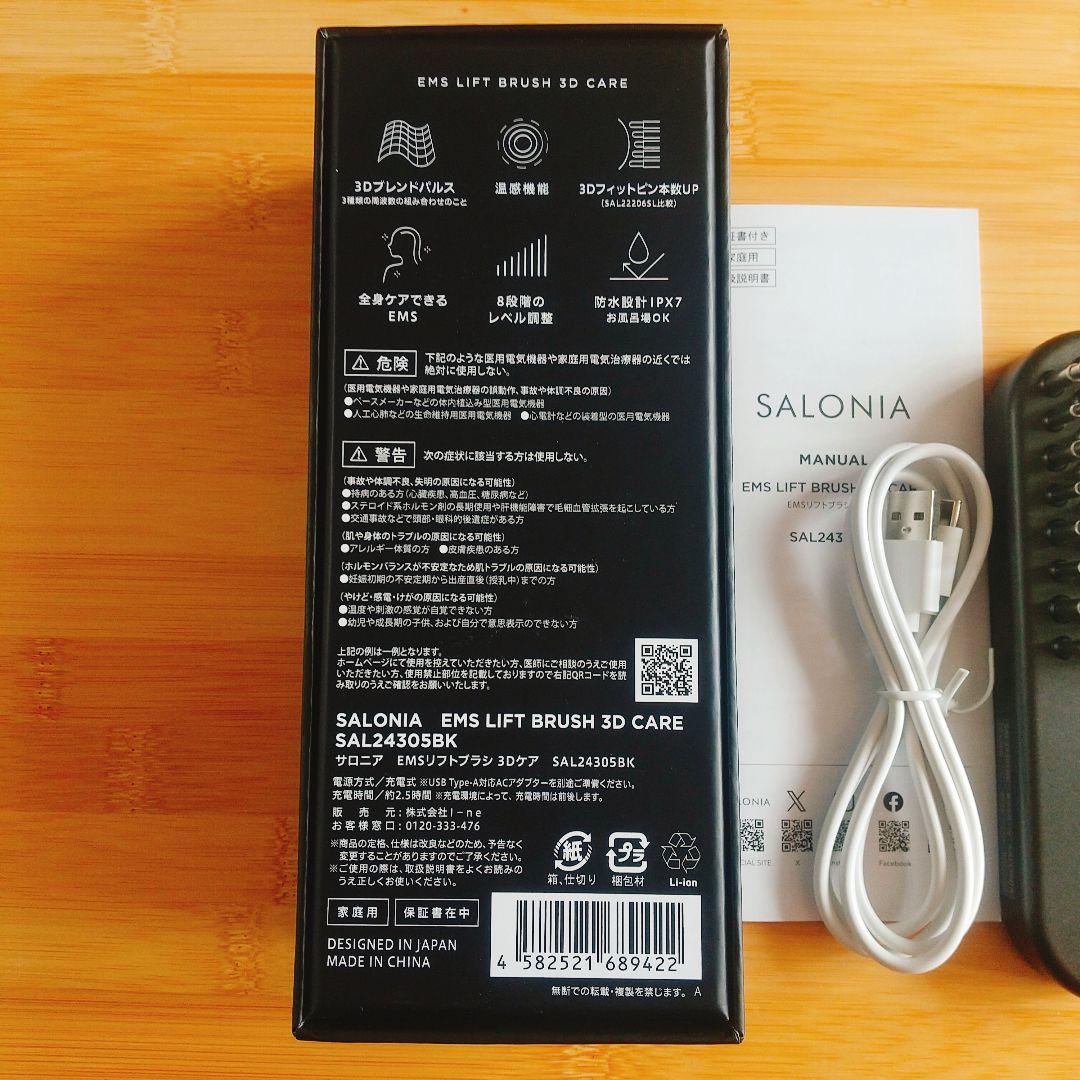 EMS LIFT BRUSH 3D CARE
3Dブレンドパルス
3種類の周波数の組み合わせのこと
温感機能
3Dフィットピン本数UP
(SAL22206SL比較)
全身ケアできる
EMS
8段階の
レベル調整
防水設計IPX7
お風呂場OK
危険
下記のような医用電気機器や家庭用電気治療器の近くでは
絶対に使用しない。
(医用電気機器や家庭用電気治療器の誤動作、事故や体調不良の原因)
●ペースメーカーなどの体内植込み型医用電気機器
●人工心肺などの生命維持用医用電気機器 ●心電計などの装着型の医用電気機器
警告
次の症状に該当する方は使用しない。
(事故や体調不良、失明の原因になる可能性)
●持病のある方(心臓疾患、高血圧、糖尿病など)
●ステロイド系ホルモン剤の長期使用や肝機能障害で毛細血管拡張を起こしている方
●交通事故などで頭部・眼科的後遺症がある方
(肌や身体のトラブルの原因になる可能性)
●アレルギー体質の方 ●皮膚疾患のある方
(ホルモンバランスが不安定なため肌トラブルの原因になる可能性)
●妊娠初期の不安定期から出産直後(授乳中)までの方
(やけど・感電・けがの原因になる可能性)
●温度や刺激の感覚が自覚できない方
●幼児や成長期の子供、および自分で意思表示のできない方
上記の例は一例となります。
ホームページにて使用を控えていただきたい方、医師にご相談のうえご使用
いただきたい方、使用禁止部位を記載しておりますので右記QRコードを読
み取りのうえご確認をお願いいたします。
SALONIA EMS LIFT BRUSH 3D CARE
SAL24305BK
サロニア EMSリフトブラシ 3Dケア SAL24305BK
電源方式/充電式 ※USB Type-A対応ACアダプターを別途ご準備ください。
充電時間/約2.5時間 ※充電環境によって、充電時間は前後します。
販売元:株式会社I-ne
お客様窓口:0120-333-476
※商品の定格、仕様は改良などのため、予告なく
変更することがありますのでご了承ください。
※ご使用の際は、取扱説明書をよくお読みの
うえ正しくお使いください。
紙
箱、仕切り
プラ
梱包材
Li-ion
家庭用
保証書在中
DESIGNED IN JAPAN
MADE IN CHINA
4 582521 689422
無断での転載・複製を禁じます。 A
証書付き
家庭用
扱説明書
SALONIA
MANUAL
EMS LIFT BRUSH
EMSリフトブラシ
SAL243
LONIA
CIAL SITE
X
Facebook